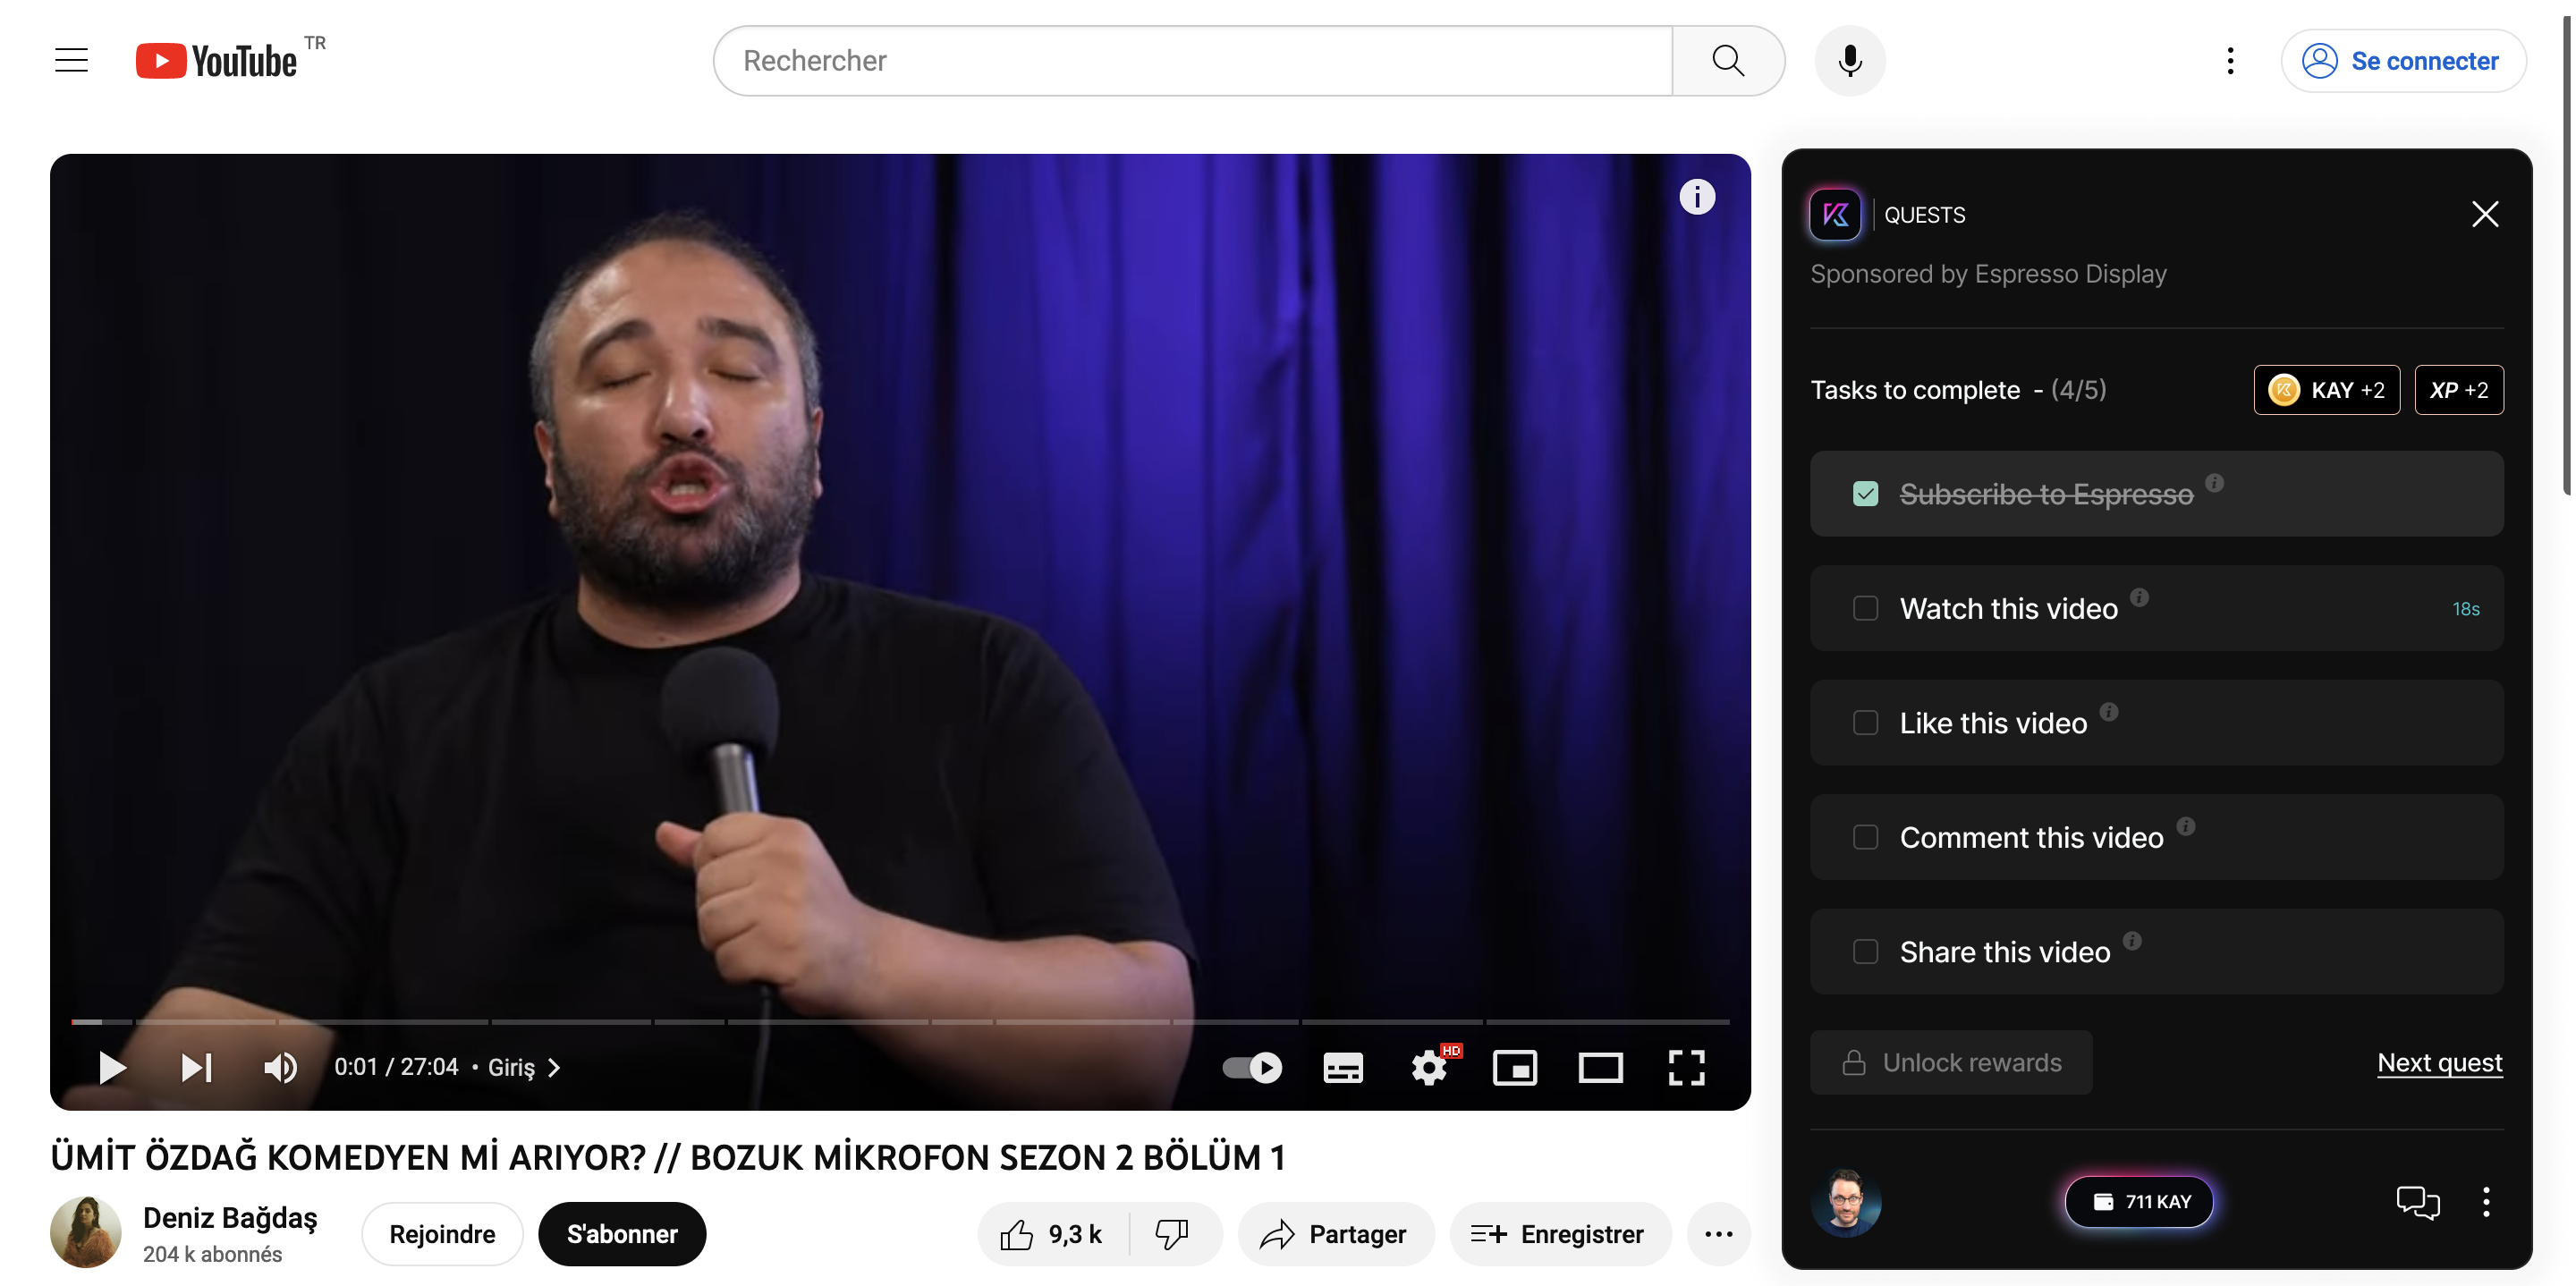 YouTube TR
Rechercher
Se connecter
QUESTS
Sponsored by Espresso Display
Tasks to complete - (4/5)
KAY +2
XP +2
Subscribe to Espresso
Watch this video
18s
Like this video
Comment this video
Share this video
Unlock rewards
Next quest
711 KAY
0:01 / 27:04 • Giriş
HD
ÜMİT ÖZDAĞ KOMEDYEN Mİ ARIYOR? // BOZUK MİKROFON SEZON 2 BÖLÜM 1
Deniz Bağdaş
204 k abonnés
Rejoindre
S'abonner
9,3 k
Partager
Enregistrer